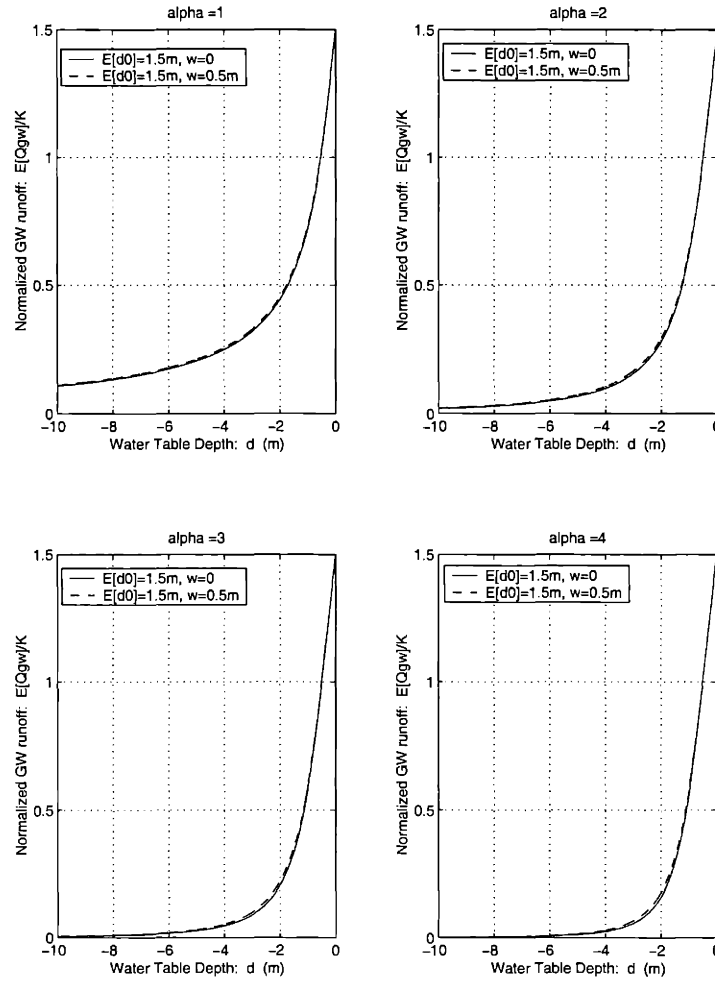 alpha =1
1.5
E[d0]=1.5m, w=0
E[d0]=1.5m, w=0.5m
1
0.5
0
Normalized GW runoff: E[Qgw]/K
-10 -8 -6 -4 -2 0
Water Table Depth: d (m)
alpha =2
1.5
E[d0]=1.5m, w=0
E[d0]=1.5m, w=0.5m
1
0.5
0
Normalized GW runoff: E[Qgw]/K
-10 -8 -6 -4 -2 0
Water Table Depth: d (m)
alpha =3
1.5
E[d0]=1.5m, w=0
E[d0]=1.5m, w=0.5m
1
0.5
0
Normalized GW runoff: E[Qgw]/K
-10 -8 -6 -4 -2 0
Water Table Depth: d (m)
alpha =4
1.5
E[d0]=1.5m, w=0
E[d0]=1.5m, w=0.5m
1
0.5
0
Normalized GW runoff: E[Qgw]/K
-10 -8 -6 -4 -2 0
Water Table Depth: d (m)